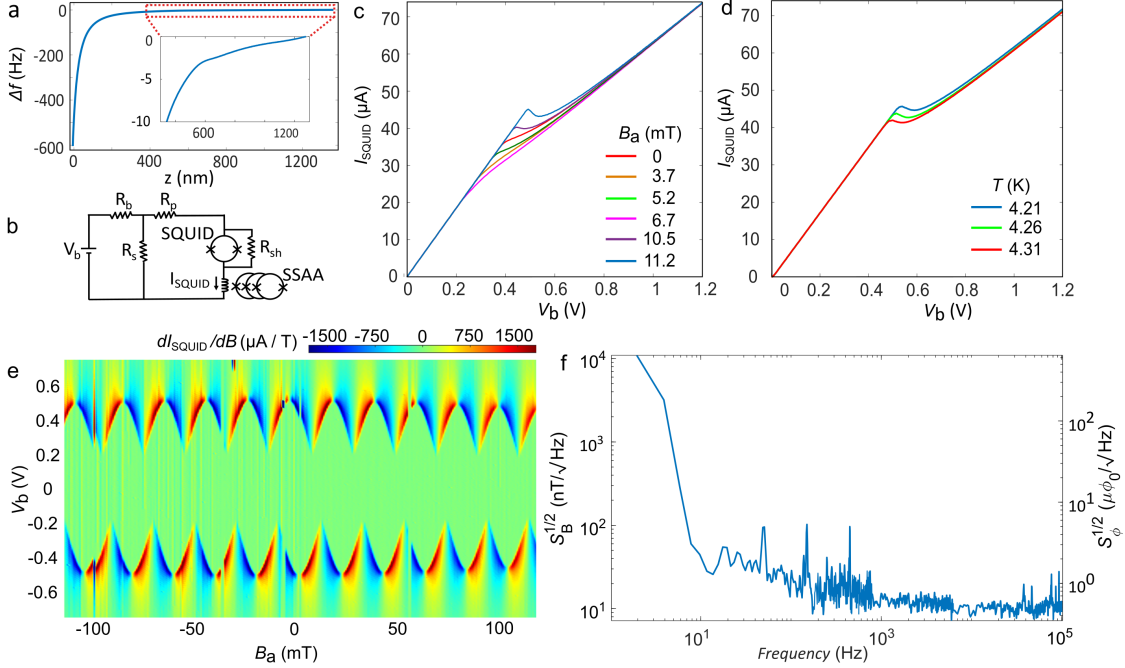 a
0
-200
-400
-600
Δf (Hz)
0
-5
-10
600
1200
0
400
800
1200
z (nm)
b
R_b
R_p
SQUID
V_b
R_s
R_sh
I_SQUID
SSAA
c
70
60
50
40
30
20
10
0
I_SQUID (μA)
B_a (mT)
0
3.7
5.2
6.7
10.5
11.2
0 0.2 0.4 0.6 0.8 1.0 1.2
V_b (V)
d
70
60
50
40
30
20
10
0
I_SQUID (μA)
T (K)
4.21
4.26
4.31
0 0.2 0.4 0.6 0.8 1.0 1.2
V_b (V)
dI_SQUID/dB (μA / T)
-1500 -750 0 750 1500
e
0.6
0.4
0.2
0
-0.2
-0.4
-0.6
V_b (V)
-100 -50 0 50 100
B_a (mT)
f
10^4
10^3
10^2
10^1
S_B^1/2 (nT/√Hz)
10^2
10^1
10^0
S_ϕ^1/2 (μϕ_0/√Hz)
10^1 10^3 10^5
Frequency (Hz)